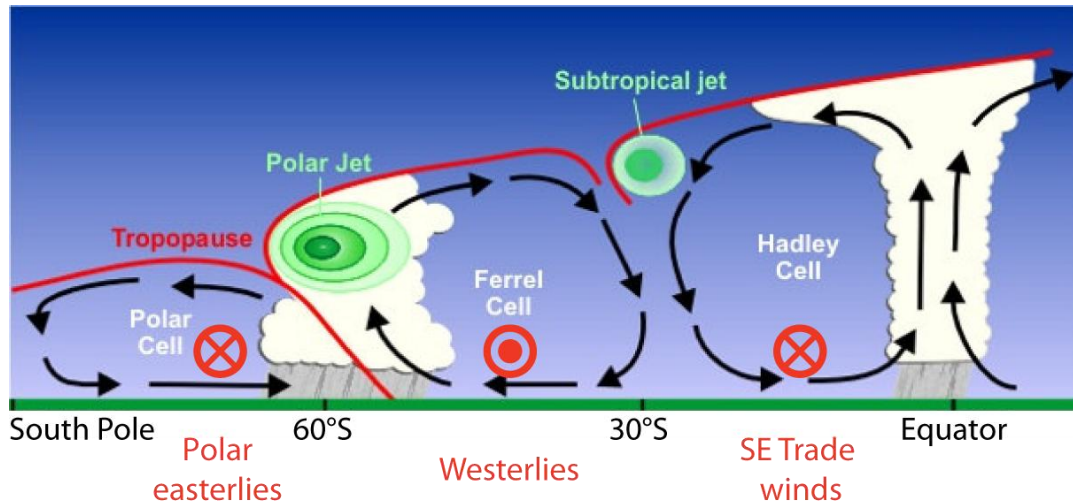 Subtropical jet
Polar Jet
Tropopause
Hadley
Cell
Ferrel
Cell
Polar
Cell
South Pole
60°S
30°S
Equator
Polar
easterlies
Westerlies
SE Trade
winds